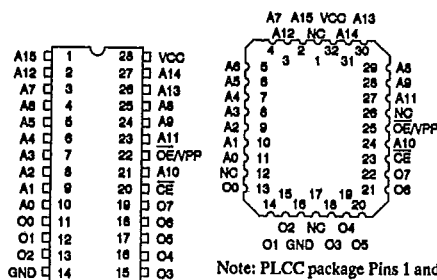 A15 1 28 VCC
A12 2 27 A14
A7 3 26 A13
A6 4 25 A8
A5 5 24 A9
A4 6 23 A11
A3 7 22 OE/VPP
A2 8 21 A10
A1 9 20 CE
A0 10 19 O7
O0 11 18 O6
O1 12 17 O5
O2 13 16 O4
GND 14 15 O3
A7 A15 VCC A13
A12 NC A14
4 2 32 30
3 1 31
A6 5 29 A8
A5 6 28 A9
A4 7 27 A11
A3 8 26 NC
A2 9 25 OE/VPP
A1 10 24 A10
A0 11 23 CE
NC 12 22 O7
O0 13 21 O6
15 17 19
14 16 18 20
O2 NC O4
O1 GND O3 O5
Note: PLCC package Pins 1 and